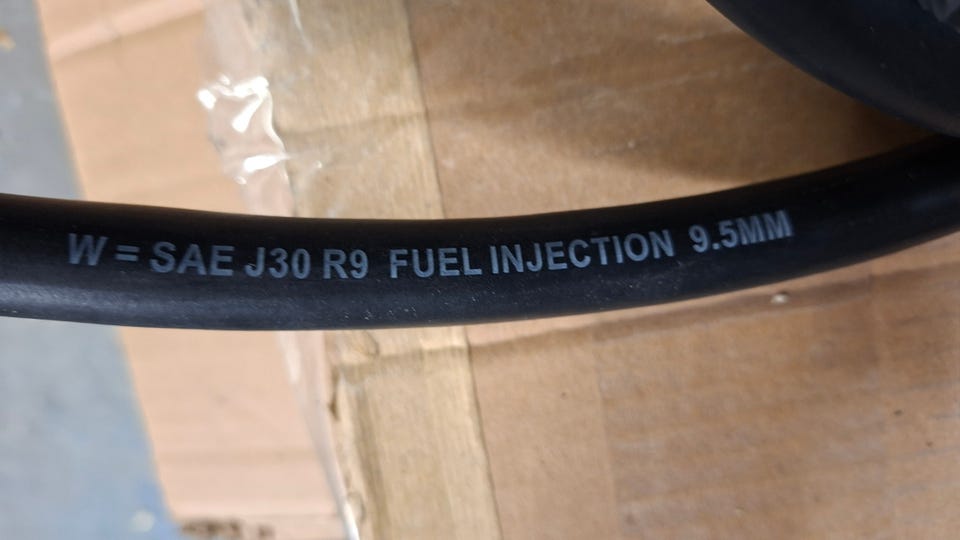 W = SAE J30 R9 FUEL INJECTION 9.5MM